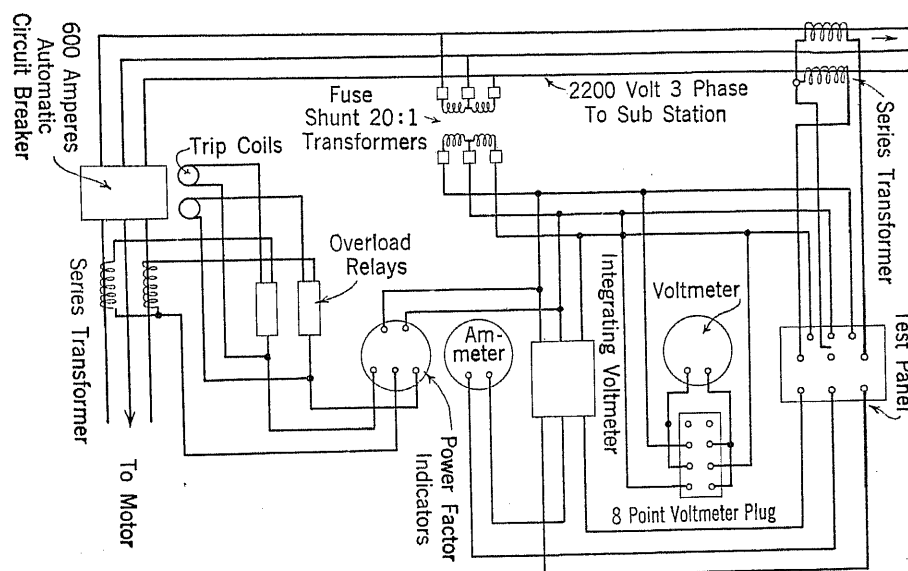 600 Amperes
Automatic
Circuit Breaker
Trip Coils
Fuse
Shunt 20:1
Transformers
2200 Volt 3 Phase
To Sub Station
Series Transformer
Series Transformer
Overload
Relays
Am-
meter
Integrating Voltmeter
Voltmeter
Test Panel
To Motor
Power Factor
Indicators
8 Point Voltmeter Plug